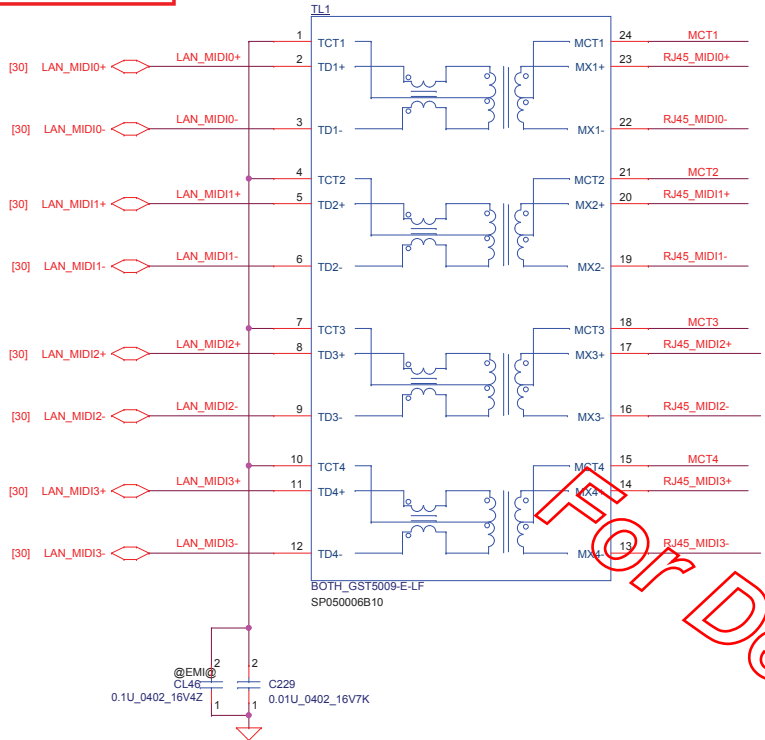 TL1
1 TCT1 MCT1 24 MCT1
[30] LAN_MIDI0+ LAN_MIDI0+ 2 TD1+ MX1+ 23 RJ45_MIDI0+
[30] LAN_MIDI0- LAN_MIDI0- 3 TD1- MX1- 22 RJ45_MIDI0-
4 TCT2 MCT2 21 MCT2
[30] LAN_MIDI1+ LAN_MIDI1+ 5 TD2+ MX2+ 20 RJ45_MIDI1+
[30] LAN_MIDI1- LAN_MIDI1- 6 TD2- MX2- 19 RJ45_MIDI1-
7 TCT3 MCT3 18 MCT3
[30] LAN_MIDI2+ LAN_MIDI2+ 8 TD3+ MX3+ 17 RJ45_MIDI2+
[30] LAN_MIDI2- LAN_MIDI2- 9 TD3- MX3- 16 RJ45_MIDI2-
10 TCT4 MCT4 15 MCT4
[30] LAN_MIDI3+ LAN_MIDI3+ 11 TD4+ MX4+ 14 RJ45_MIDI3+
[30] LAN_MIDI3- LAN_MIDI3- 12 TD4- MX4- 13 RJ45_MIDI3-
BOTH_GST5009-E-LF
SP050006B10
For
@EMI@ 2 2
CL46 C229
0.1U_0402_16V4Z 0.01U_0402_16V7K
1 1